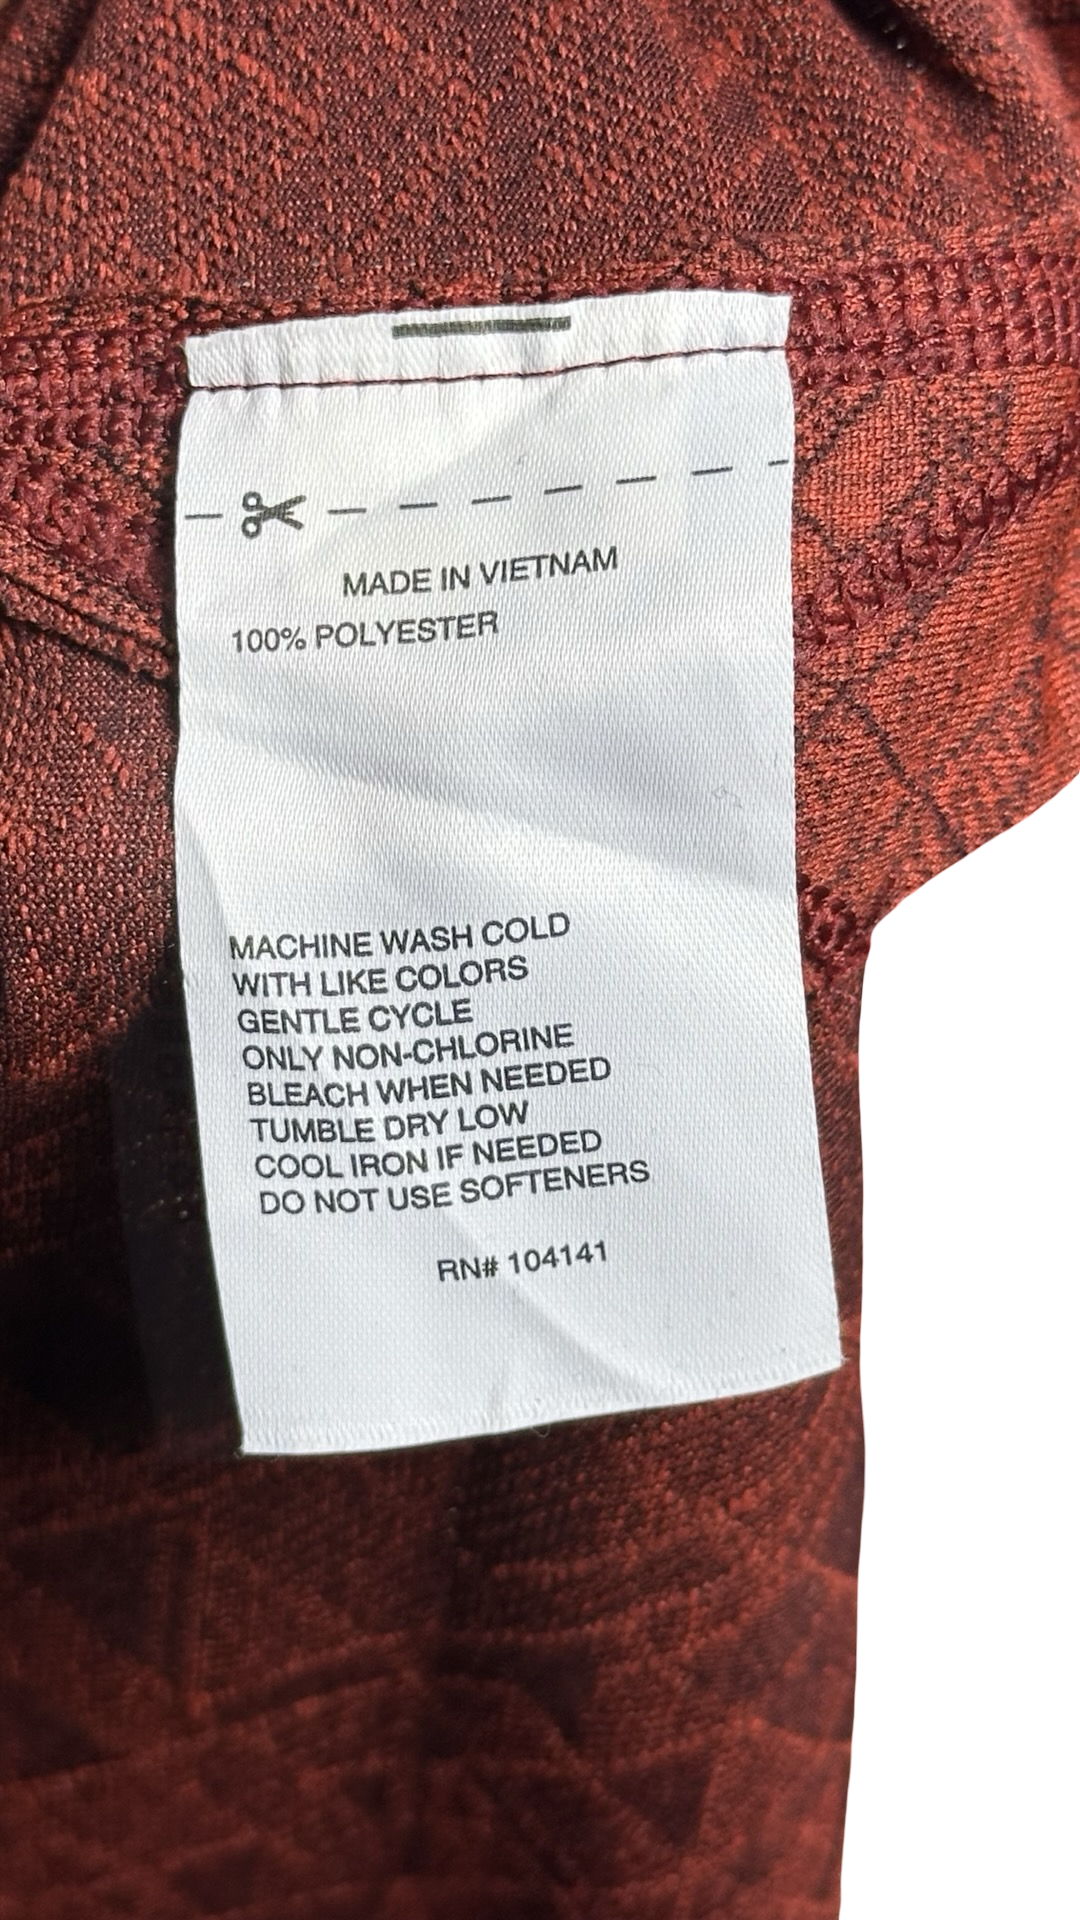 MADE IN VIETNAM
100% POLYESTER
MACHINE WASH COLD
WITH LIKE COLORS
GENTLE CYCLE
ONLY NON-CHLORINE
BLEACH WHEN NEEDED
TUMBLE DRY LOW
COOL IRON IF NEEDED
DO NOT USE SOFTENERS
RN# 104141